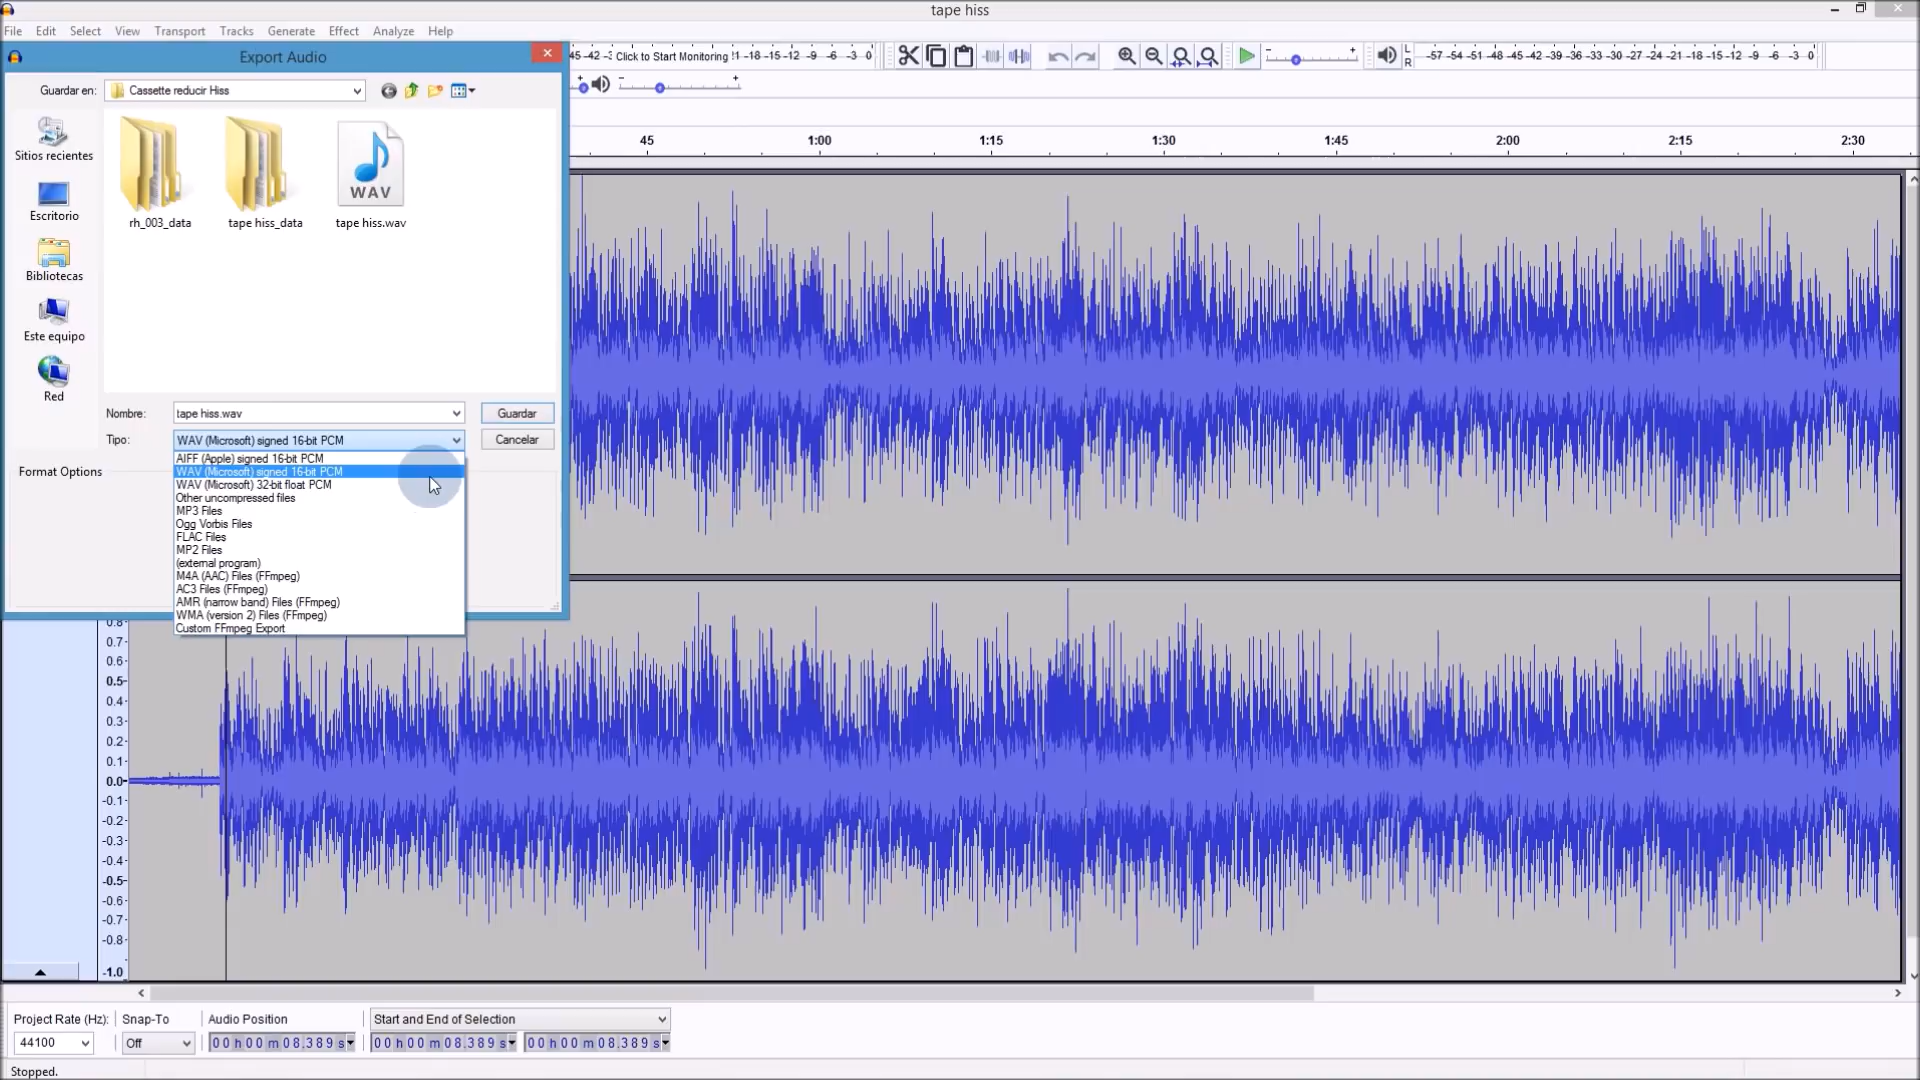 tape hiss
File Edit Select View Transport Tracks Generate Effect Analyze Help
Export Audio
Click to Start Monitoring
-18 -15 -12 -9 -6 -3 0
L
R
-57 -54 -51 -48 -45 -42 -39 -36 -33 -30 -27 -24 -21 -18 -15 -12 -9 -6 -3 0
Guardar en: Cassette reducir Hiss
45 1:00 1:15 1:30 1:45 2:00 2:15 2:30
Sitios recientes
Escritorio
Bibliotecas
Este equipo
Red
WAV
rh_003_data tape hiss_data tape hiss.wav
Nombre: tape hiss.wav Guardar
Tipo: WAV (Microsoft) signed 16-bit PCM Cancelar
Format Options
AIFF (Apple) signed 16-bit PCM
WAV (Microsoft) signed 16-bit PCM
WAV (Microsoft) 32-bit float PCM
Other uncompressed files
MP3 Files
Ogg Vorbis Files
FLAC Files
MP2 Files
(external program)
M4A (AAC) Files (FFmpeg)
AC3 Files (FFmpeg)
AMR (narrow band) Files (FFmpeg)
WMA (version 2) Files (FFmpeg)
Custom FFmpeg Export
0.8
0.7
0.6
0.5
0.4
0.3
0.2
0.1
0.0
-0.1
-0.2
-0.3
-0.4
-0.5
-0.6
-0.7
-0.8
-1.0
Project Rate (Hz): Snap-To Audio Position Start and End of Selection
44100 Off 00 h 00 m 08.389 s 00 h 00 m 08.389 s 00 h 00 m 08.389 s
Stopped.